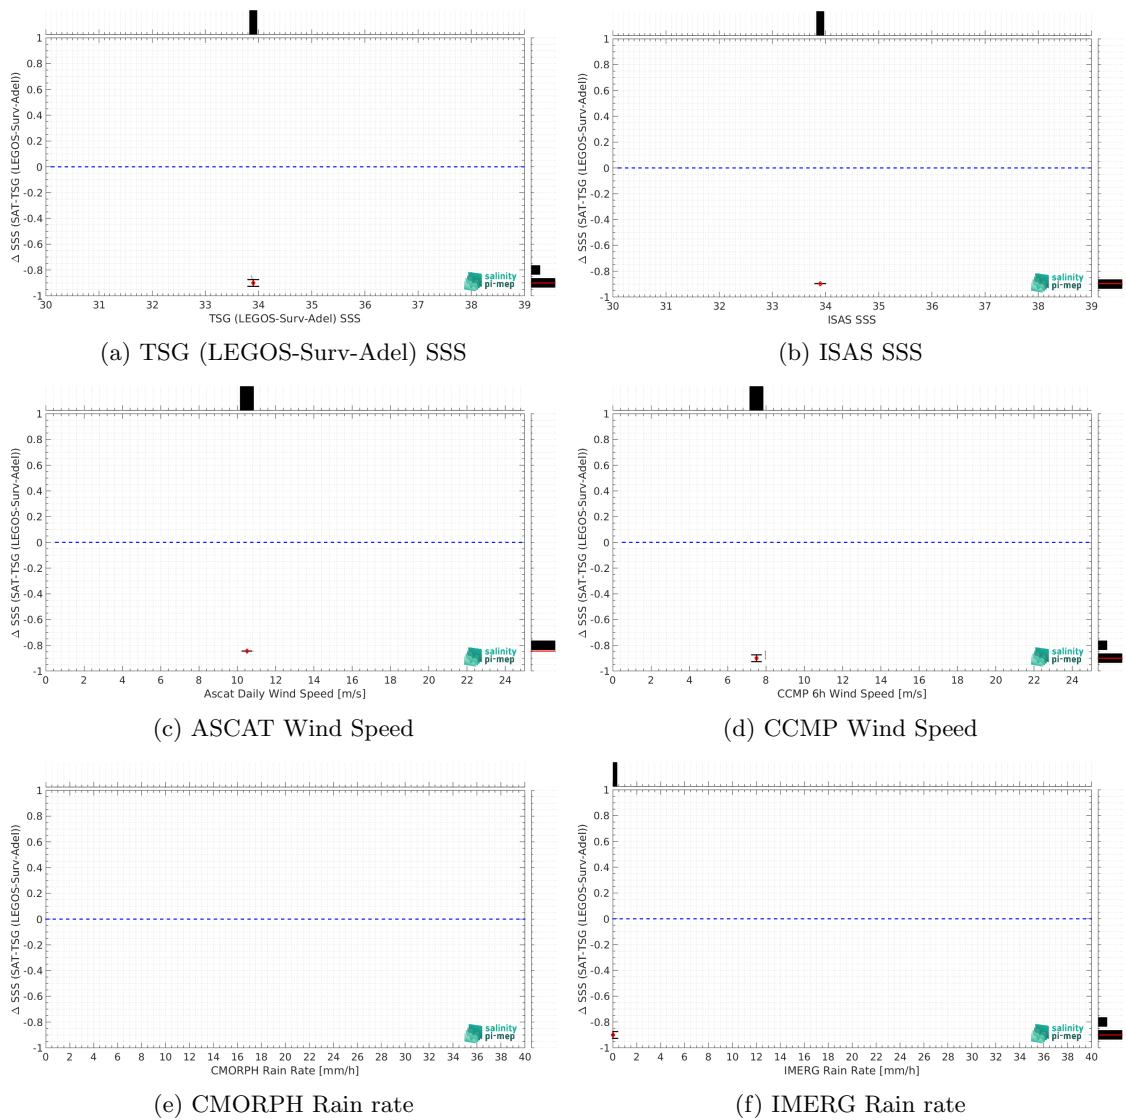 1
0.8
0.6
0.4
0.2
0
-0.2
-0.4
-0.6
-0.8
-1
Δ SSS (SAT-TSG (LEGOS-Surv-Adel))
30 31 32 33 34 35 36 37 38 39
TSG (LEGOS-Surv-Adel) SSS
salinity
pi-mep
(a) TSG (LEGOS-Surv-Adel) SSS
1
0.8
0.6
0.4
0.2
0
-0.2
-0.4
-0.6
-0.8
-1
Δ SSS (SAT-TSG (LEGOS-Surv-Adel))
30 31 32 33 34 35 36 37 38 39
ISAS SSS
salinity
pi-mep
(b) ISAS SSS
1
0.8
0.6
0.4
0.2
0
-0.2
-0.4
-0.6
-0.8
-1
Δ SSS (SAT-TSG (LEGOS-Surv-Adel))
0 2 4 6 8 10 12 14 16 18 20 22 24
Ascat Daily Wind Speed [m/s]
salinity
pi-mep
(c) ASCAT Wind Speed
1
0.8
0.6
0.4
0.2
0
-0.2
-0.4
-0.6
-0.8
-1
Δ SSS (SAT-TSG (LEGOS-Surv-Adel))
0 2 4 6 8 10 12 14 16 18 20 22 24
CCMP 6h Wind Speed [m/s]
salinity
pi-mep
(d) CCMP Wind Speed
1
0.8
0.6
0.4
0.2
0
-0.2
-0.4
-0.6
-0.8
-1
Δ SSS (SAT-TSG (LEGOS-Surv-Adel))
0 2 4 6 8 10 12 14 16 18 20 22 24 26 28 30 32 34 36 38 40
CMORPH Rain Rate [mm/h]
salinity
pi-mep
(e) CMORPH Rain rate
1
0.8
0.6
0.4
0.2
0
-0.2
-0.4
-0.6
-0.8
-1
Δ SSS (SAT-TSG (LEGOS-Surv-Adel))
0 2 4 6 8 10 12 14 16 18 20 22 24 26 28 30 32 34 36 38 40
IMERG Rain Rate [mm/h]
salinity
pi-mep
(f) IMERG Rain rate